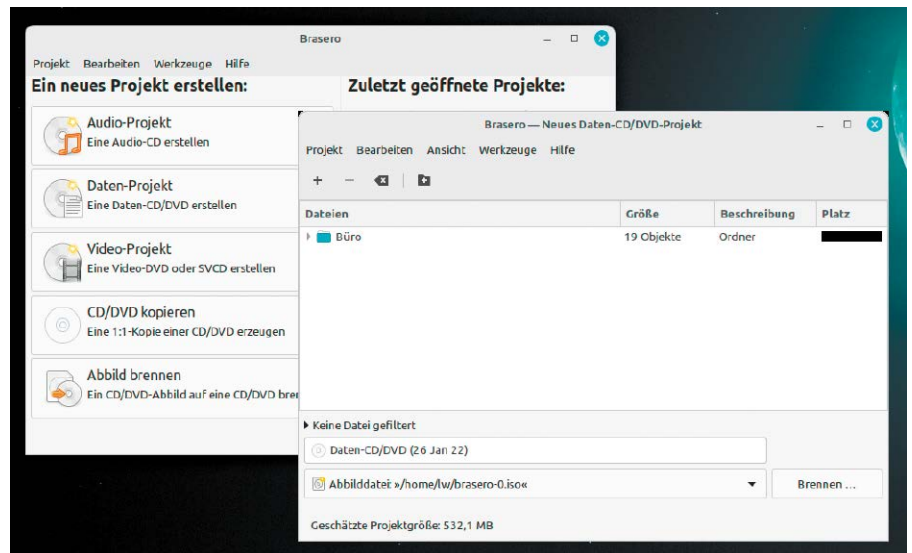 Brasero
Projekt Bearbeiten Werkzeuge Hilfe
Ein neues Projekt erstellen:
Zuletzt geöffnete Projekte:
Audio-Projekt
Eine Audio-CD erstellen
Daten-Projekt
Eine Daten-CD/DVD erstellen
Video-Projekt
Eine Video-DVD oder SVCD erstellen
CD/DVD kopieren
Eine 1:1-Kopie einer CD/DVD erzeugen
Abbild brennen
Ein CD/DVD-Abbild auf eine CD/DVD bren
Brasero — Neues Daten-CD/DVD-Projekt
Projekt Bearbeiten Ansicht Werkzeuge Hilfe
Dateien Größe Beschreibung Platz
Büro 19 Objekte Ordner
Keine Datei gefiltert
Daten-CD/DVD (26 Jan 22)
Abbilddatei: »/home/lw/brasero-0.iso«
Brennen ...
Geschätzte Projektgröße: 532,1 MB